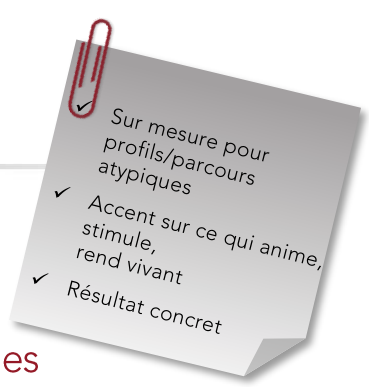 ✓ Sur mesure pour
profils/parcours
atypiques
✓ Accent sur ce qui anime,
stimule,
rend vivant
✓ Résultat concret
es